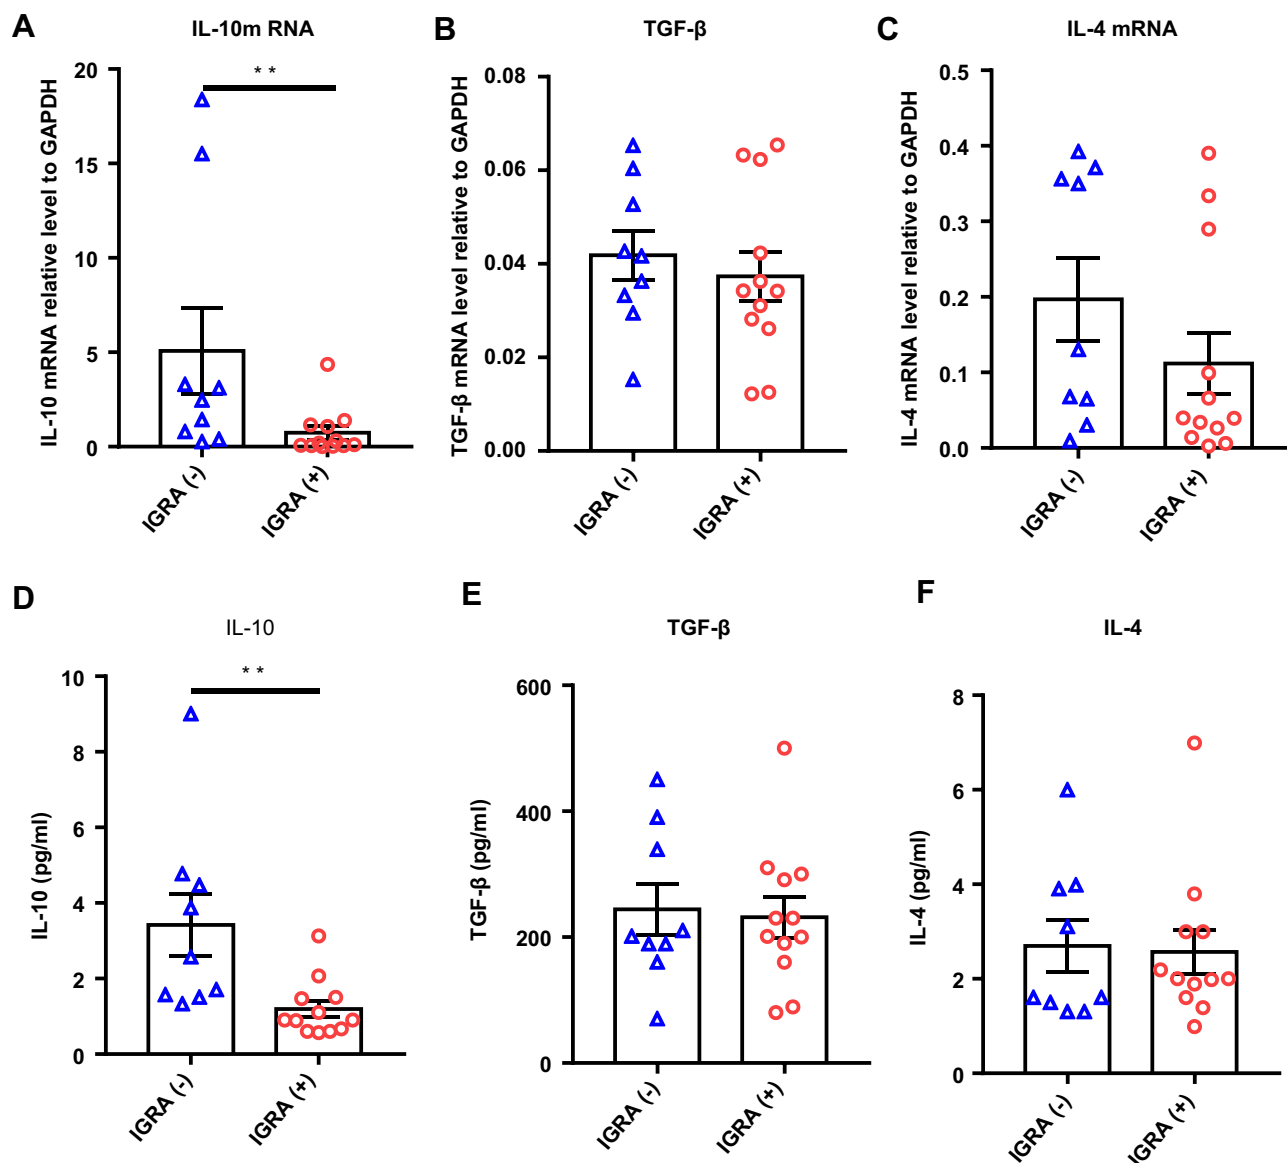 A
IL-10m RNA
IL-10 mRNA relative level to GAPDH
20
15
10
5
0
* *
IGRA (-)
IGRA (+)
B
TGF-β
TGF-β mRNA level relative to GAPDH
0.08
0.06
0.04
0.02
0.00
IGRA (-)
IGRA (+)
C
IL-4 mRNA
IL-4 mRNA level relative to GAPDH
0.5
0.4
0.3
0.2
0.1
0.0
IGRA (-)
IGRA (+)
D
IL-10
IL-10 (pg/ml)
10
8
6
4
2
0
* *
IGRA (-)
IGRA (+)
E
TGF-β
TGF-β (pg/ml)
600
400
200
0
IGRA (-)
IGRA (+)
F
IL-4
IL-4 (pg/ml)
8
6
4
2
0
IGRA (-)
IGRA (+)